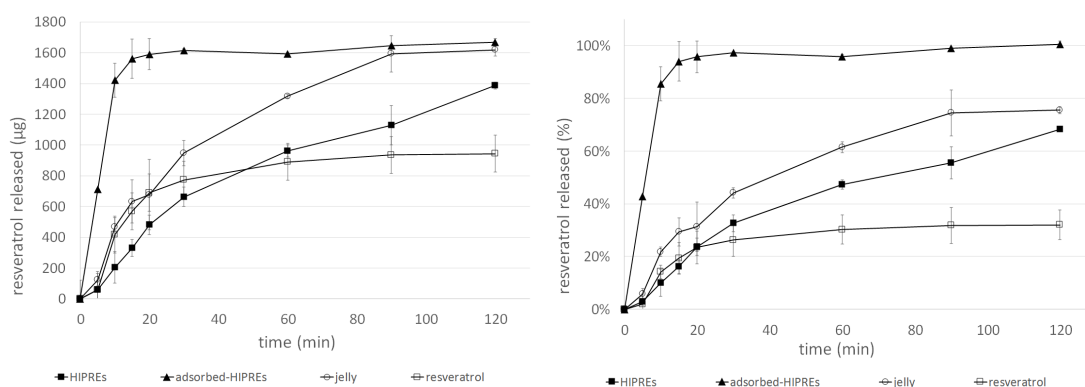 resveratrol released (µg)
1800
1600
1400
1200
1000
800
600
400
200
0
0 20 40 60 80 100 120
time (min)
HIPREs adsorbed-HIPREs jelly resveratrol
resveratrol released (%)
100%
80%
60%
40%
20%
0%
0 20 40 60 80 100 120
time (min)
HIPREs adsorbed-HIPREs jelly resveratrol